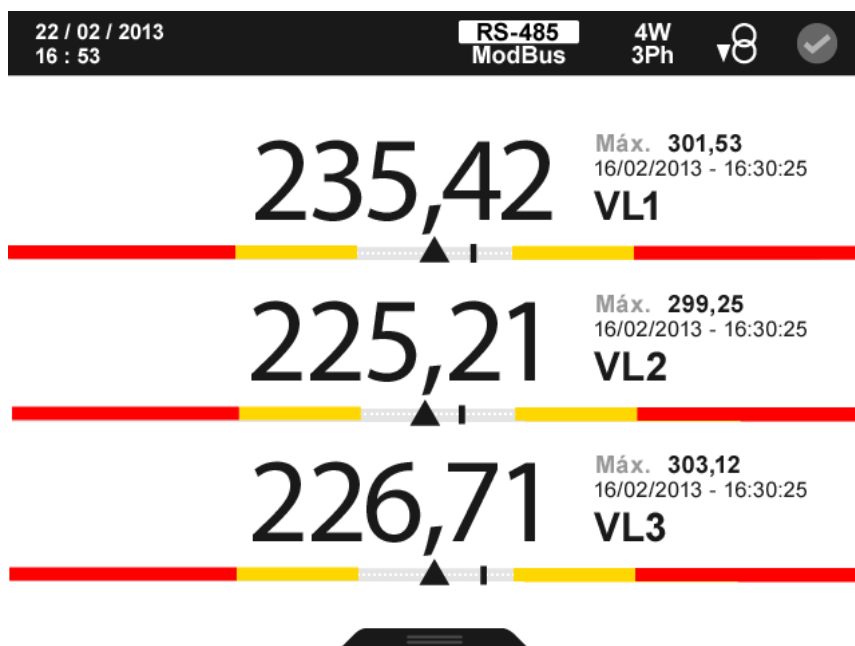 22 / 02 / 2013
16 : 53
RS-485
ModBus
4W
3Ph
235,42
Máx. 301,53
16/02/2013 - 16:30:25
VL1
225,21
Máx. 299,25
16/02/2013 - 16:30:25
VL2
226,71
Máx. 303,12
16/02/2013 - 16:30:25
VL3